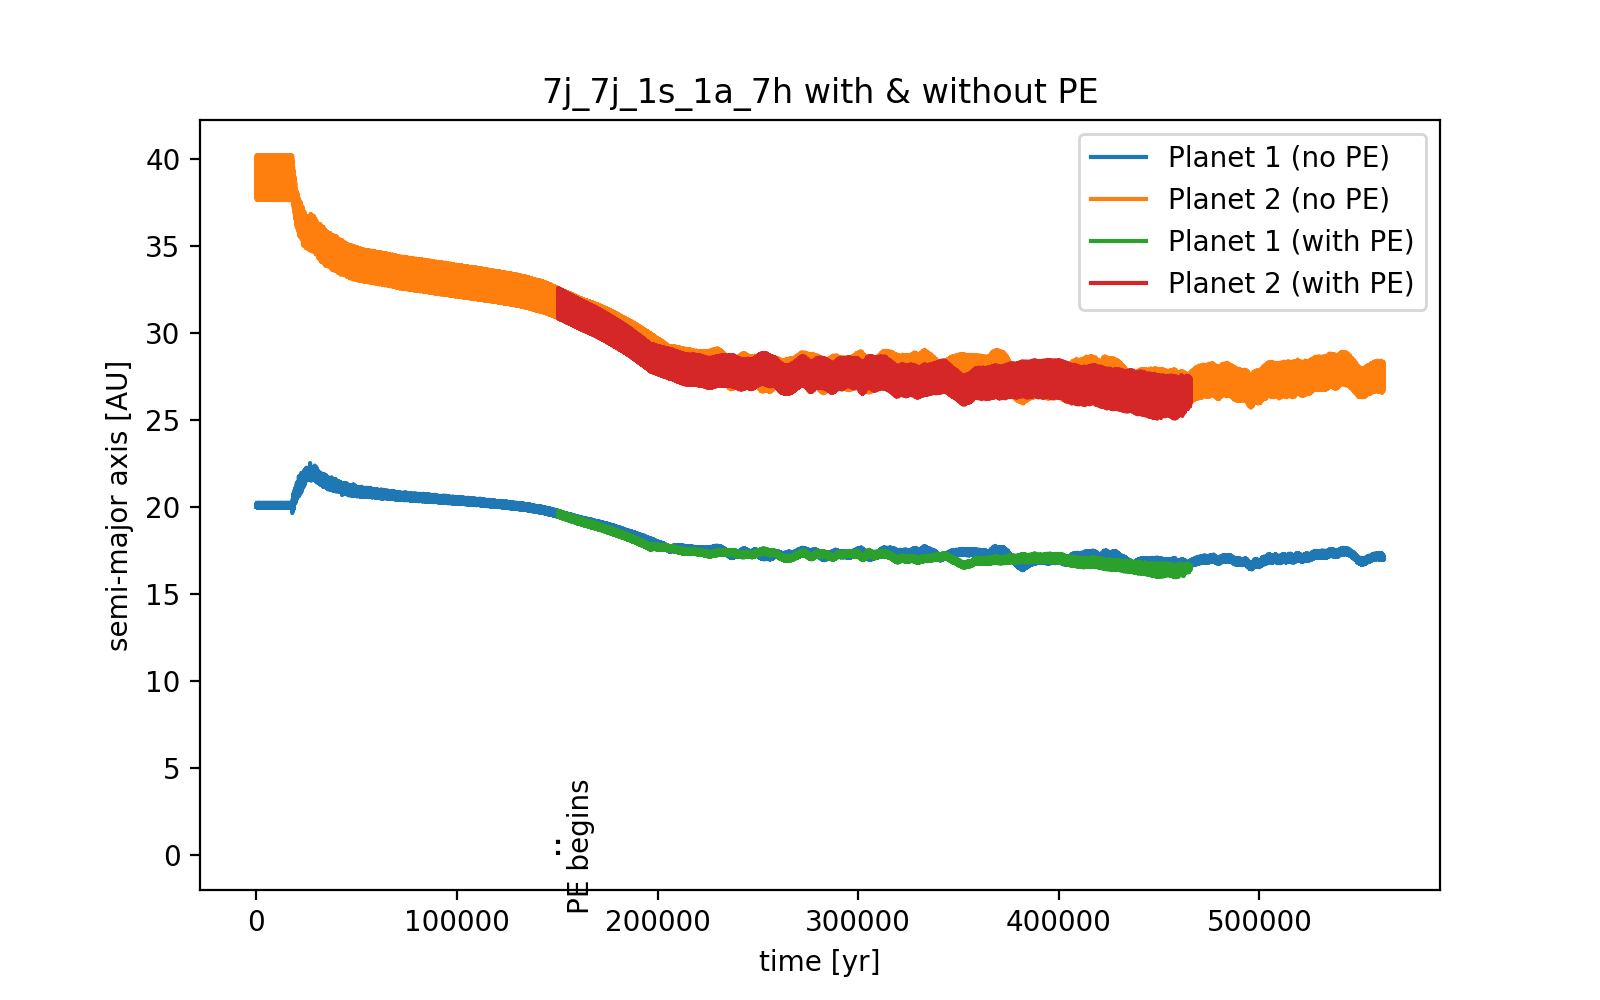 7j_7j_1s_1a_7h with & without PE
Planet 1 (no PE)
Planet 2 (no PE)
Planet 1 (with PE)
Planet 2 (with PE)
semi-major axis [AU]
40
35
30
25
20
15
10
5
0
PE begins
0
100000
200000
300000
400000
500000
time [yr]